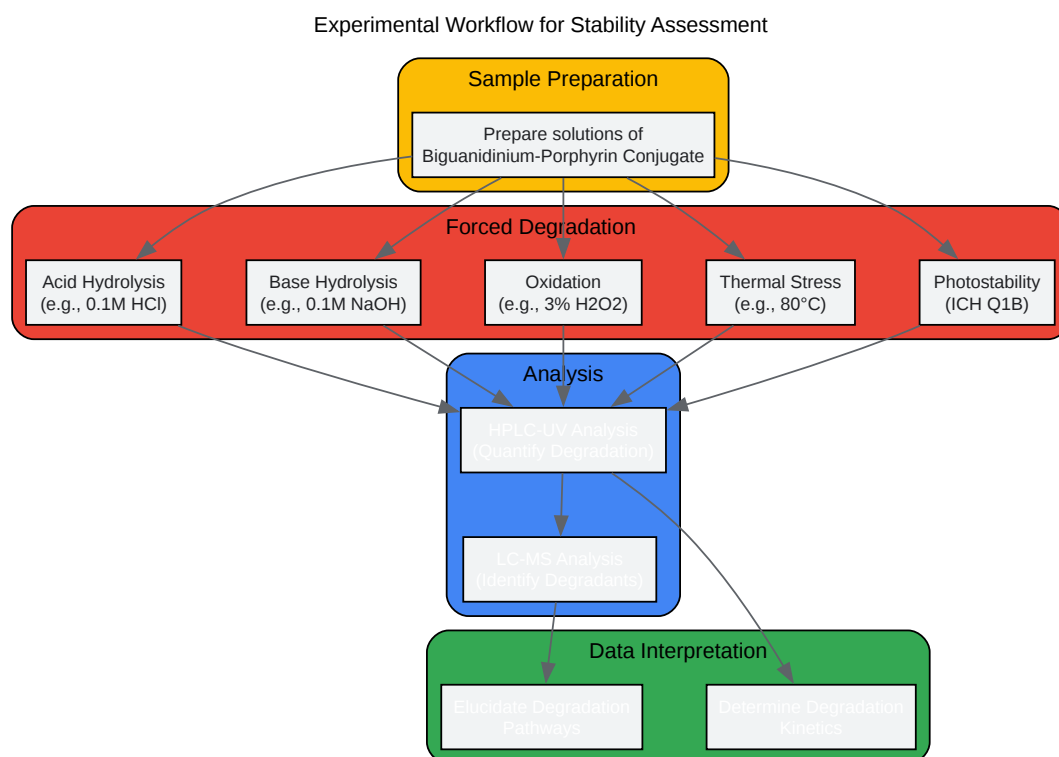 Experimental Workflow for Stability Assessment
Sample Preparation
Prepare solutions of
Biguanidinium-Porphyrin Conjugate
Forced Degradation
Acid Hydrolysis
(e.g., 0.1M HCl)
Base Hydrolysis
(e.g., 0.1M NaOH)
Oxidation
(e.g., 3% H2O2)
Thermal Stress
(e.g., 80°C)
Photostability
(ICH Q1B)
Analysis
HPLC-UV Analysis
(Quantify Degradation)
LC-MS Analysis
(Identify Degradants)
Data Interpretation
Elucidate Degradation
Pathways
Determine Degradation
Kinetics